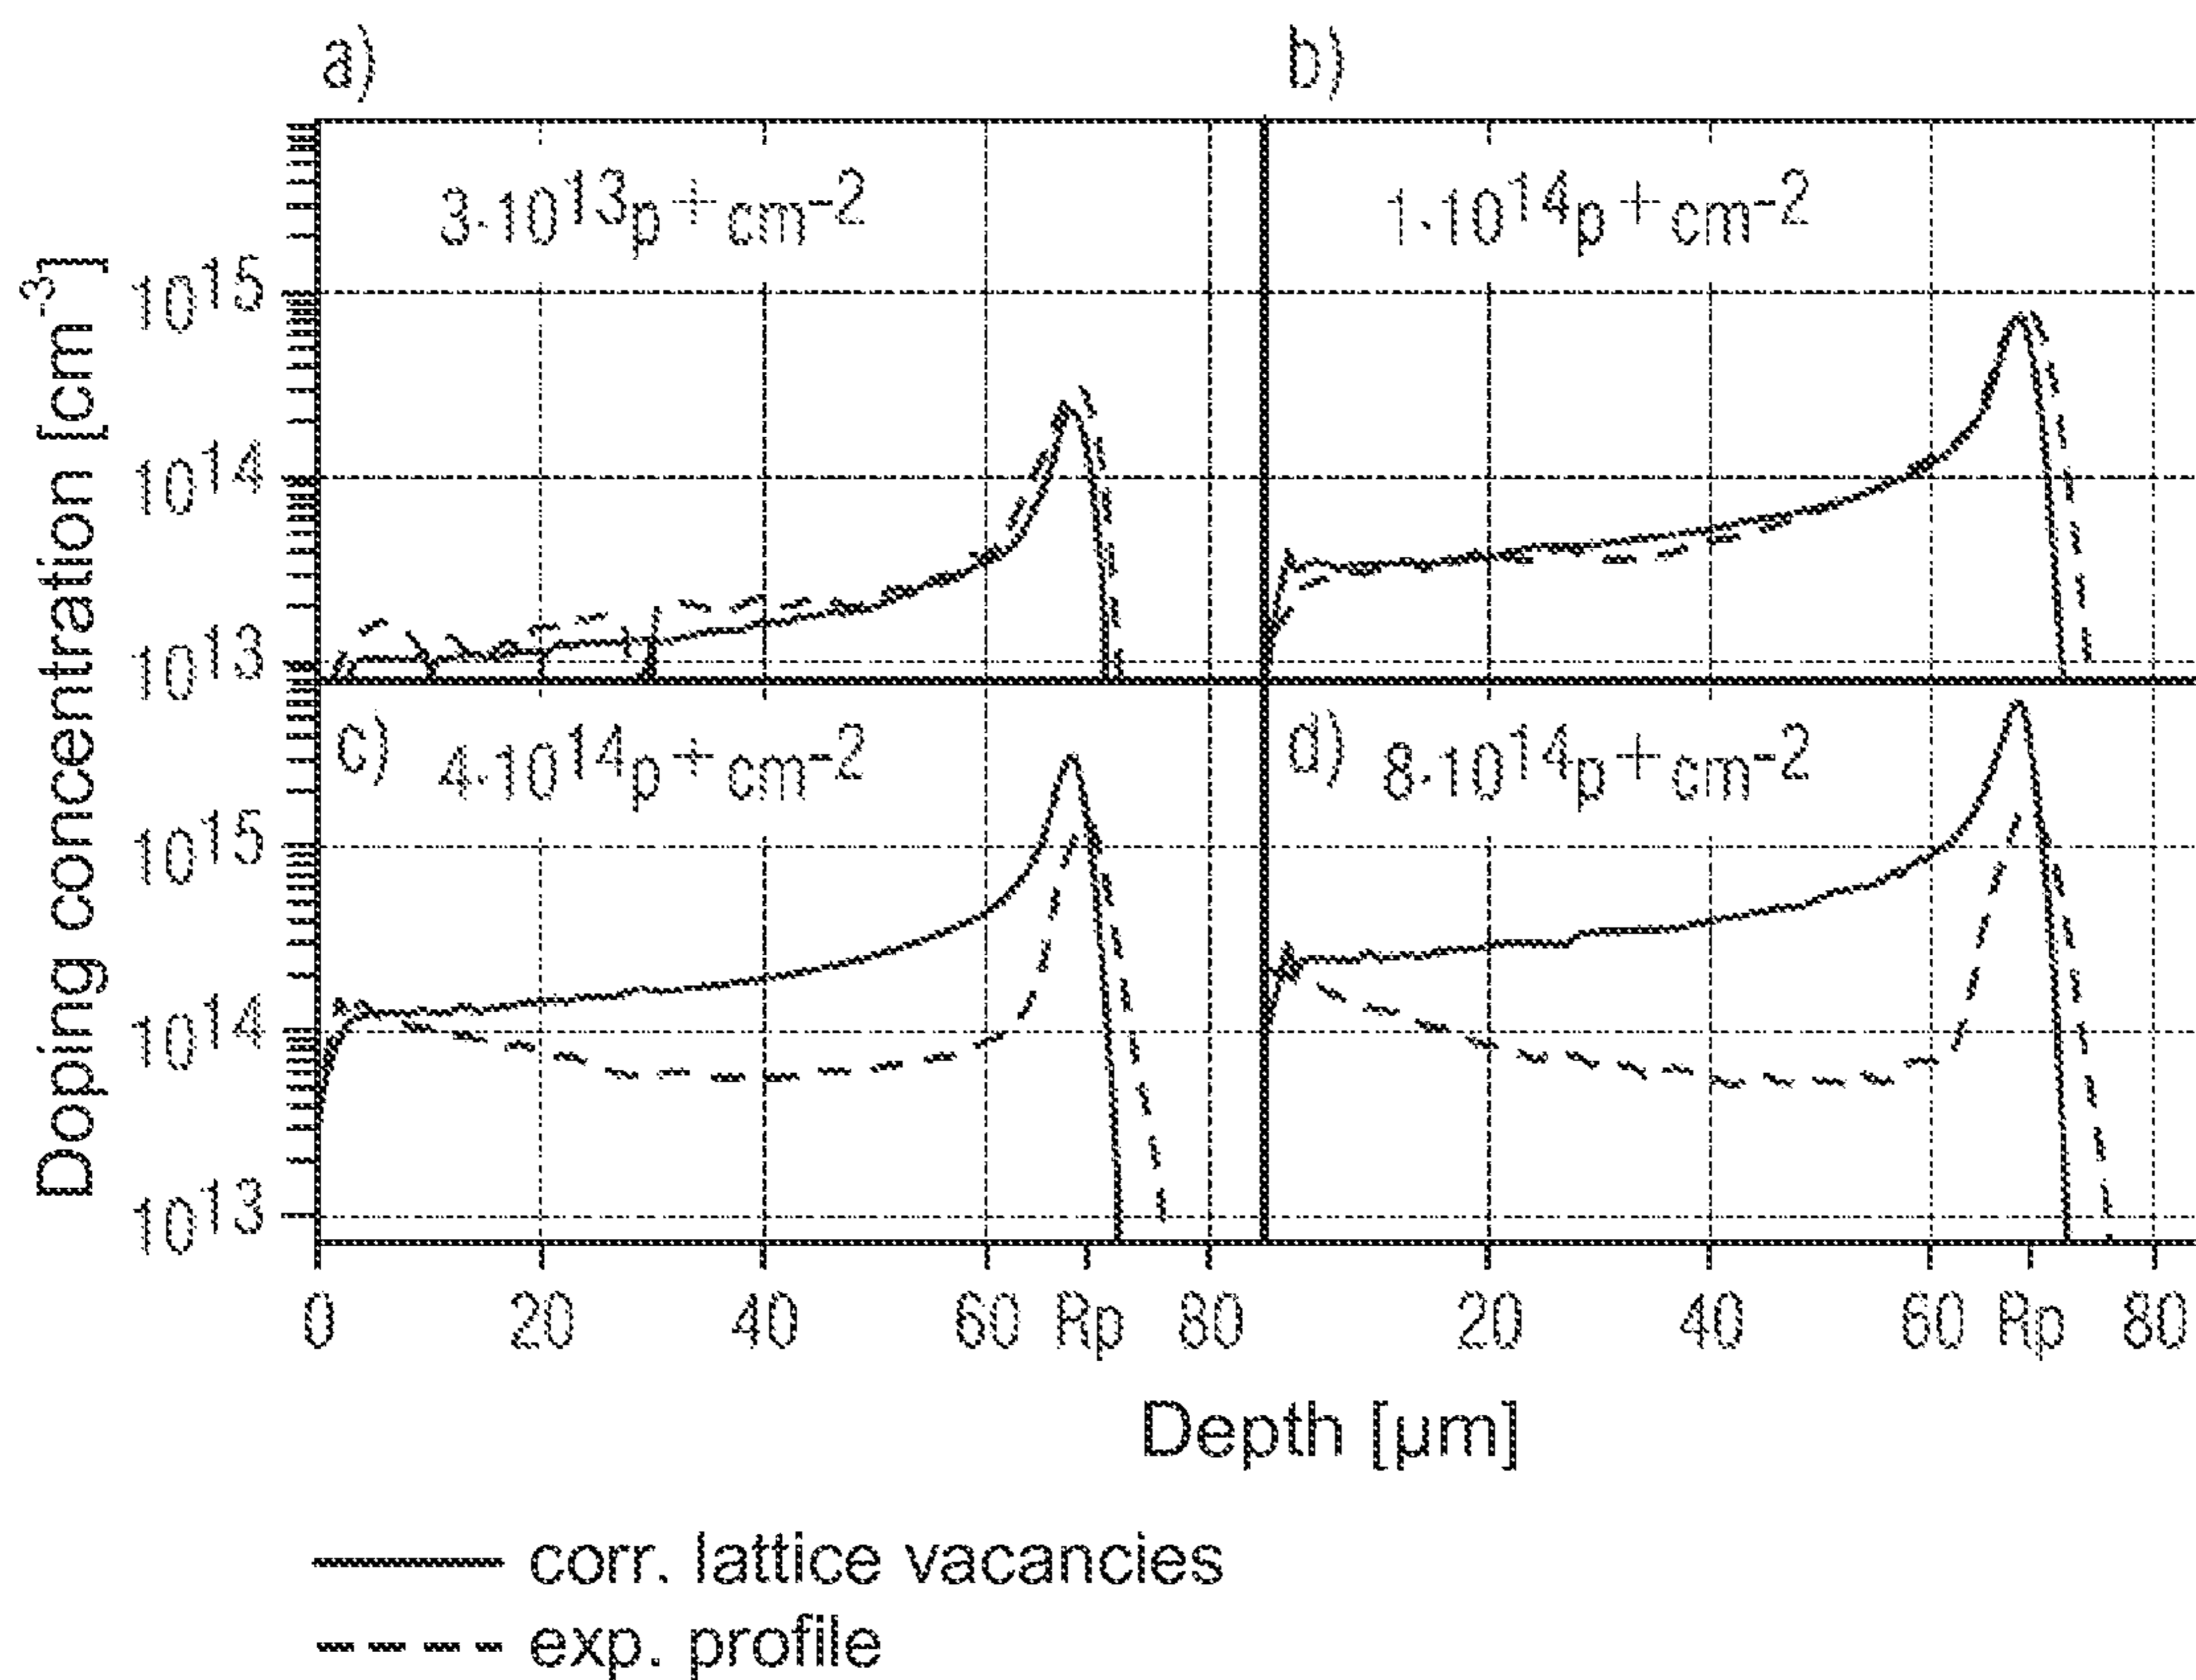 a)
b)
3·10¹³p+cm⁻²
1·10¹⁴p+cm⁻²
Doping concentration [cm⁻³]
10¹⁵
10¹⁴
10¹³
c) 4·10¹⁴p+cm⁻²
d) 8·10¹⁴p+cm⁻²
10¹⁵
10¹⁴
10¹³
0 20 40 60 Rp 80 20 40 60 Rp 80
Depth [µm]
corr. lattice vacancies
exp. profile